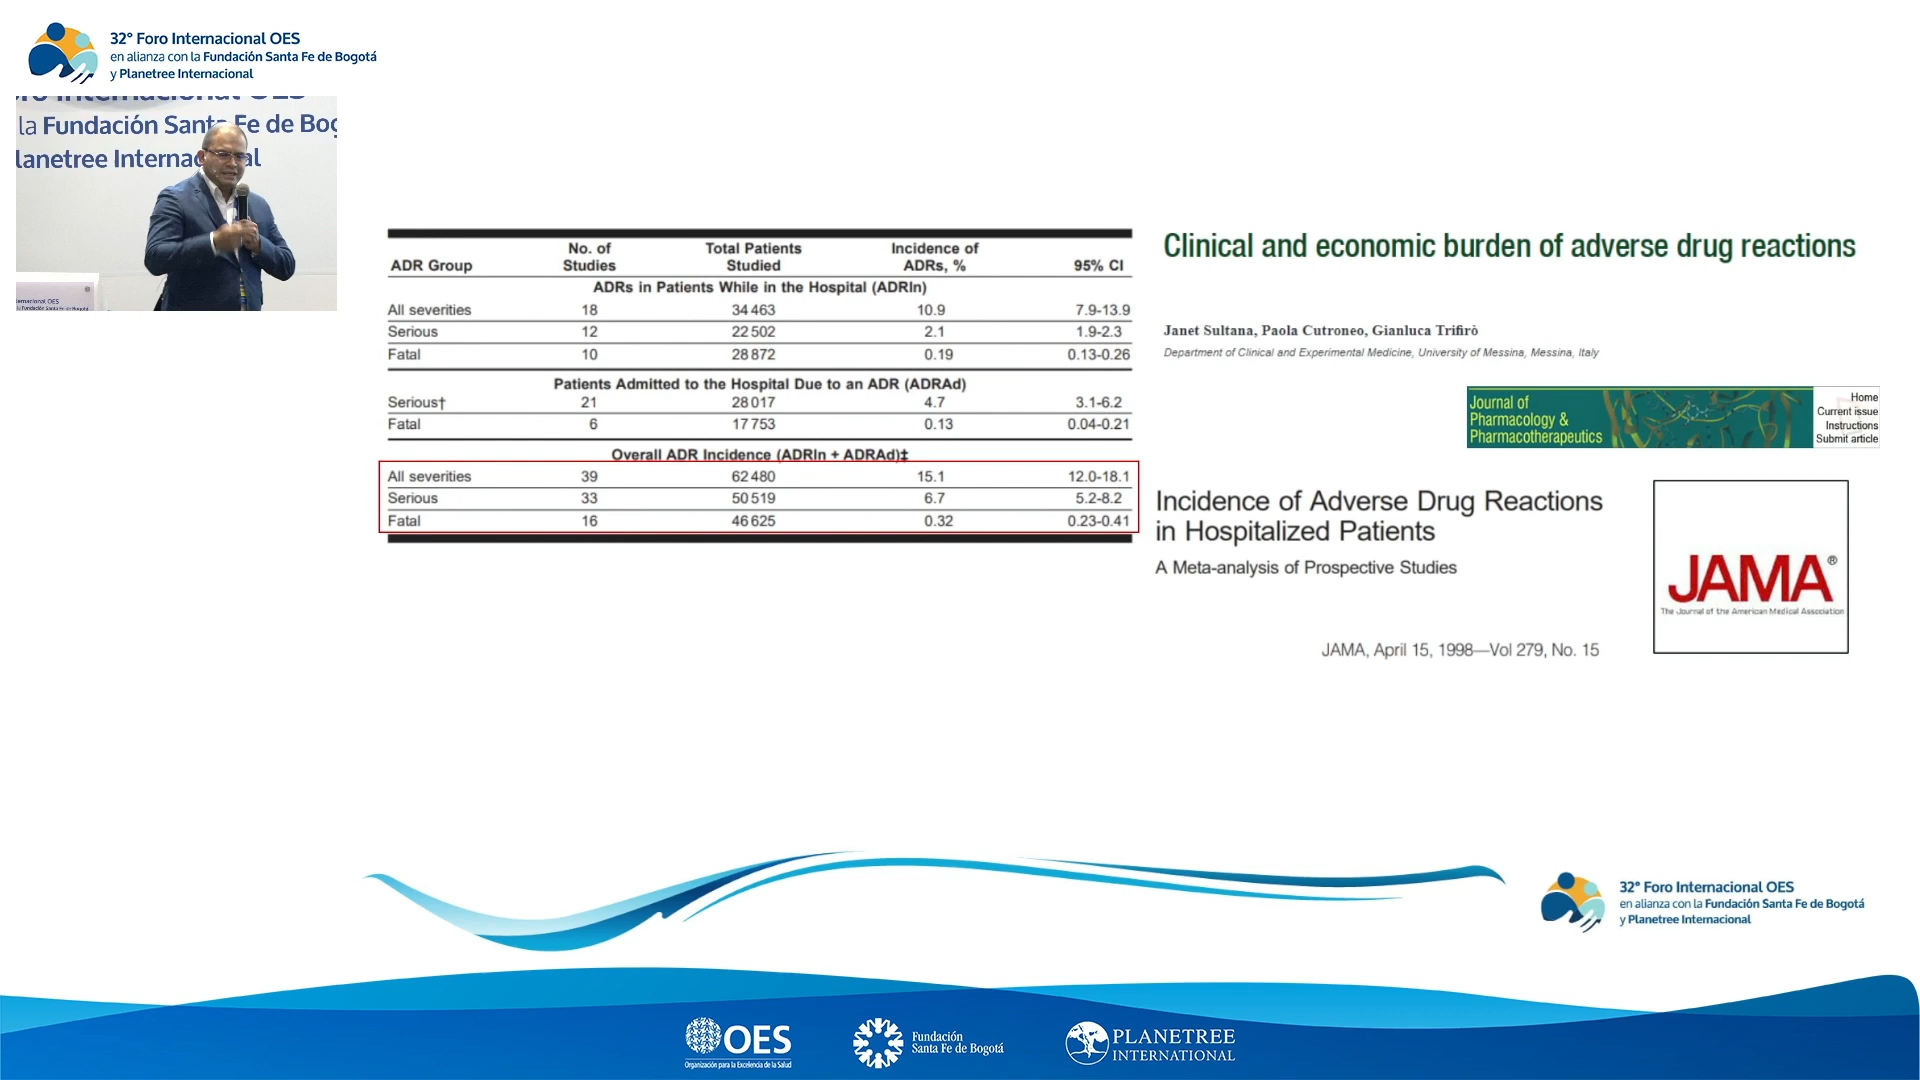 32° Foro Internacional OES
en alianza con la Fundación Santa Fe de Bogotá
y Planetree Internacional
Internacional OES
la Fundación Santa Fe de Bog
lanetree Internac al
ADR Group No. of Studies Total Patients Studied Incidence of ADRs, % 95% CI
ADRs in Patients While in the Hospital (ADRIn)
All severities 18 34 463 10.9 7.9-13.9
Serious 12 22 502 2.1 1.9-2.3
Fatal 10 28 872 0.19 0.13-0.26
Patients Admitted to the Hospital Due to an ADR (ADRAd)
Serious† 21 28 017 4.7 3.1-6.2
Fatal 6 17 753 0.13 0.04-0.21
Overall ADR Incidence (ADRIn + ADRAd)‡
All severities 39 62 480 15.1 12.0-18.1
Serious 33 50 519 6.7 5.2-8.2
Fatal 16 46 625 0.32 0.23-0.41
Clinical and economic burden of adverse drug reactions
Janet Sultana, Paola Cutroneo, Gianluca Trifirò
Department of Clinical and Experimental Medicine, University of Messina, Messina, Italy
Journal of
Pharmacology &
Pharmacotherapeutics
Home
Current issue
Instructions
Submit article
Incidence of Adverse Drug Reactions
in Hospitalized Patients
A Meta-analysis of Prospective Studies
JAMA®
The Journal of the American Medical Association
JAMA, April 15, 1998—Vol 279, No. 15
32° Foro Internacional OES
en alianza con la Fundación Santa Fe de Bogotá
y Planetree Internacional
OES
Organización para la Excelencia de la Salud
Fundación
Santa Fe de Bogotá
PLANETREE
INTERNATIONAL